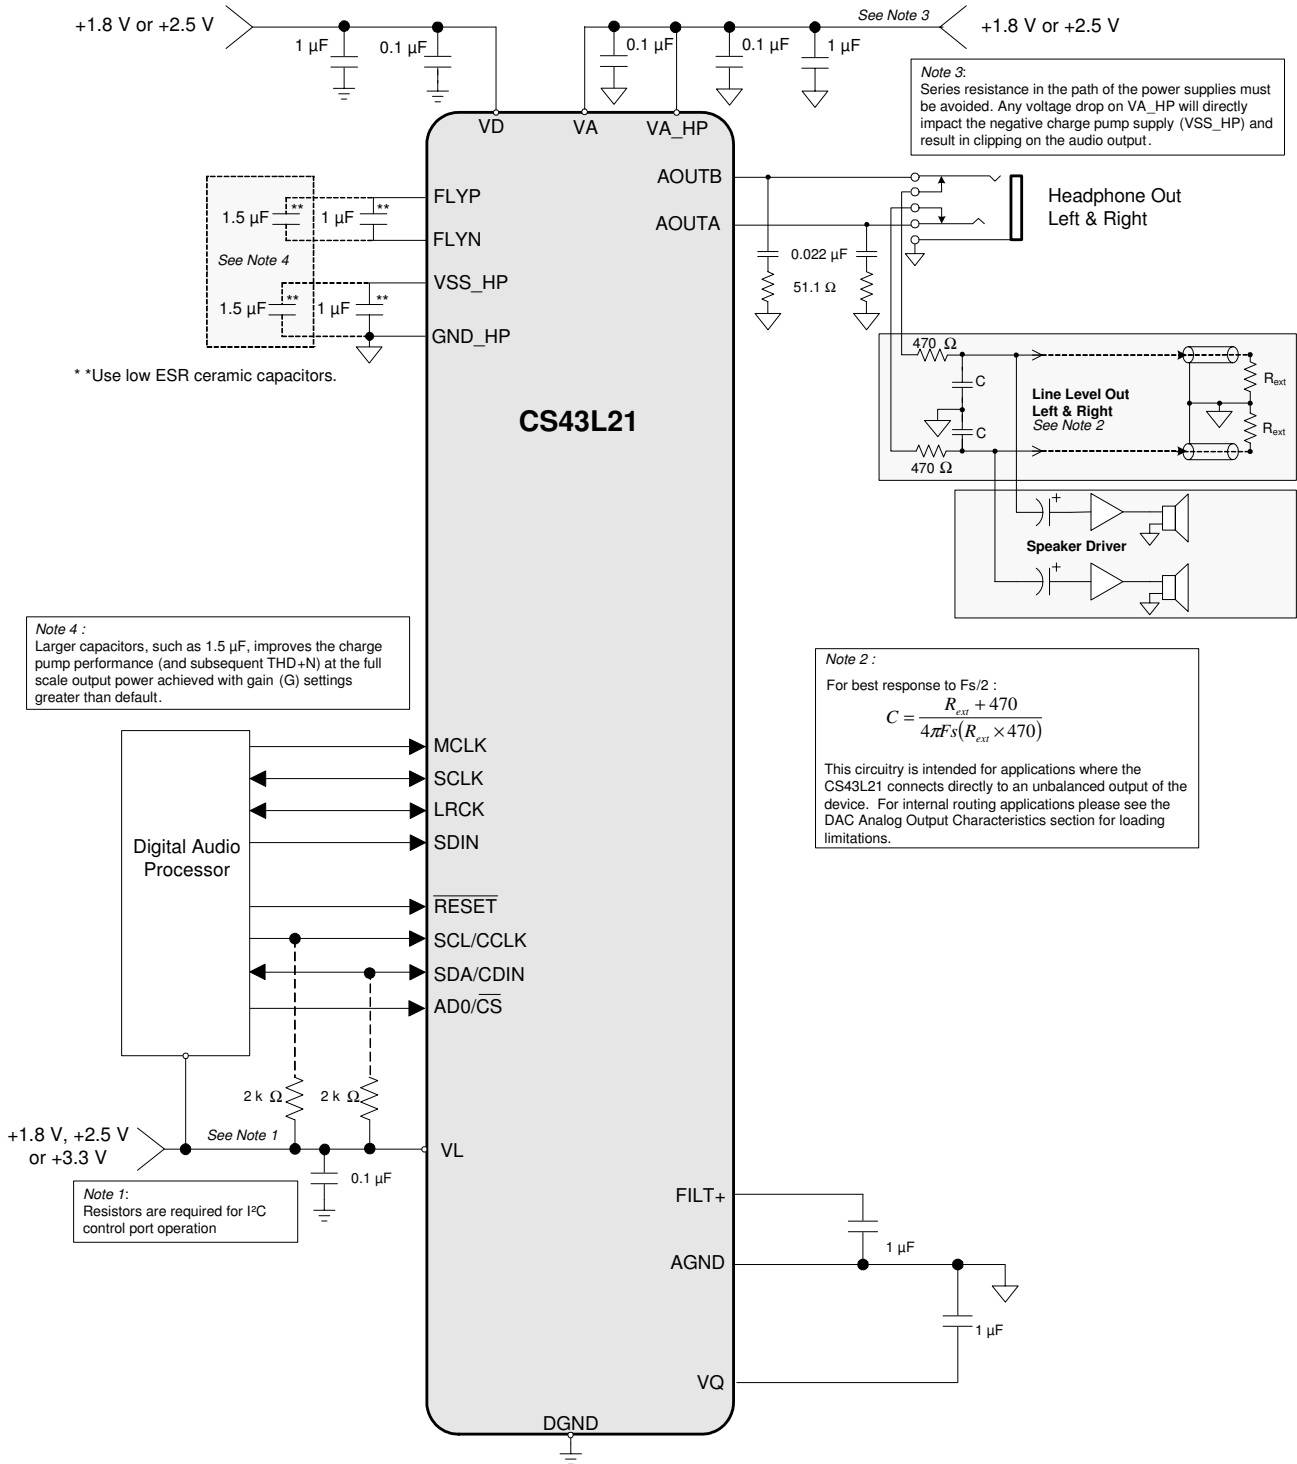 +1.8 V or +2.5 V
1 µF
0.1 µF
See Note 3
+1.8 V or +2.5 V
0.1 µF
0.1 µF
1 µF
Note 3:
Series resistance in the path of the power supplies must
be avoided. Any voltage drop on VA_HP will directly
impact the negative charge pump supply (VSS_HP) and
result in clipping on the audio output.
VD
VA
VA_HP
FLYP
1.5 µF
**
1 µF
**
FLYN
See Note 4
VSS_HP
1.5 µF
**
1 µF
**
GND_HP
* *Use low ESR ceramic capacitors.
AOUTB
AOUTA
Headphone Out
Left & Right
0.022 µF
51.1 Ω
CS43L21
470 Ω
C
C
470 Ω
Line Level Out
Left & Right
See Note 2
Rext
Rext
+
Speaker Driver
+
Note 4 :
Larger capacitors, such as 1.5 µF, improves the charge
pump performance (and subsequent THD+N) at the full
scale output power achieved with gain (G) settings
greater than default.
Note 2 :
For best response to Fs/2 :
C = (Rext + 470) / (4πFs(Rext × 470))
This circuitry is intended for applications where the
CS43L21 connects directly to an unbalanced output of the
device. For internal routing applications please see the
DAC Analog Output Characteristics section for loading
limitations.
Digital Audio
Processor
MCLK
SCLK
LRCK
SDIN
RESET
SCL/CCLK
SDA/CDIN
AD0/CS
2 k Ω
2 k Ω
+1.8 V, +2.5 V
or +3.3 V
See Note 1
VL
0.1 µF
Note 1:
Resistors are required for I²C
control port operation
FILT+
1 µF
AGND
1 µF
VQ
DGND